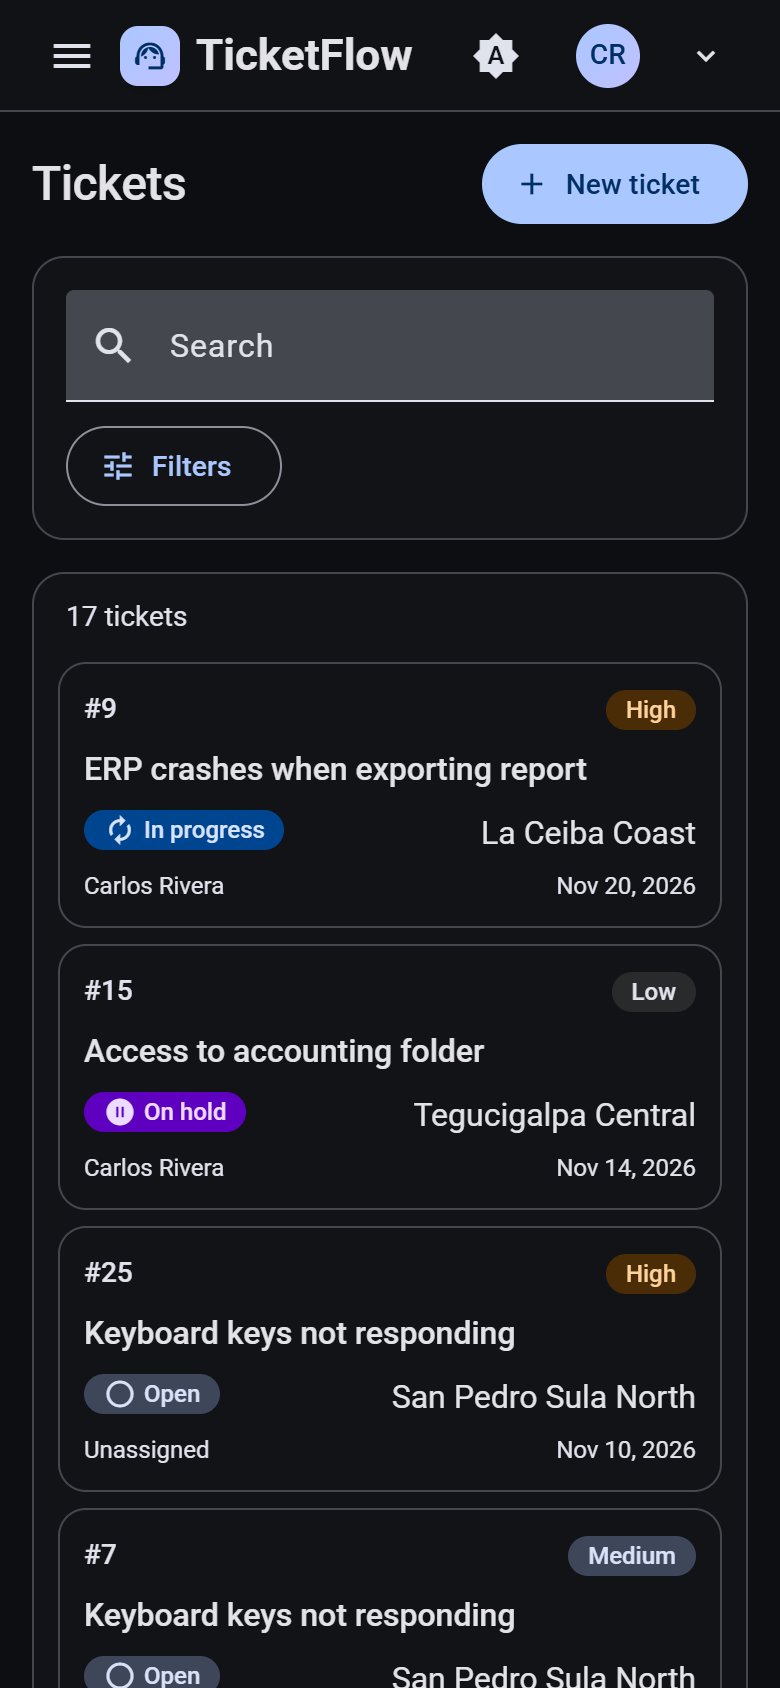 TicketFlow
A
CR
Tickets
New ticket
Search
Filters
17 tickets
#9
High
ERP crashes when exporting report
In progress
La Ceiba Coast
Carlos Rivera
Nov 20, 2026
#15
Low
Access to accounting folder
On hold
Tegucigalpa Central
Carlos Rivera
Nov 14, 2026
#25
High
Keyboard keys not responding
Open
San Pedro Sula North
Unassigned
Nov 10, 2026
#7
Medium
Keyboard keys not responding
Open
San Pedro Sula North